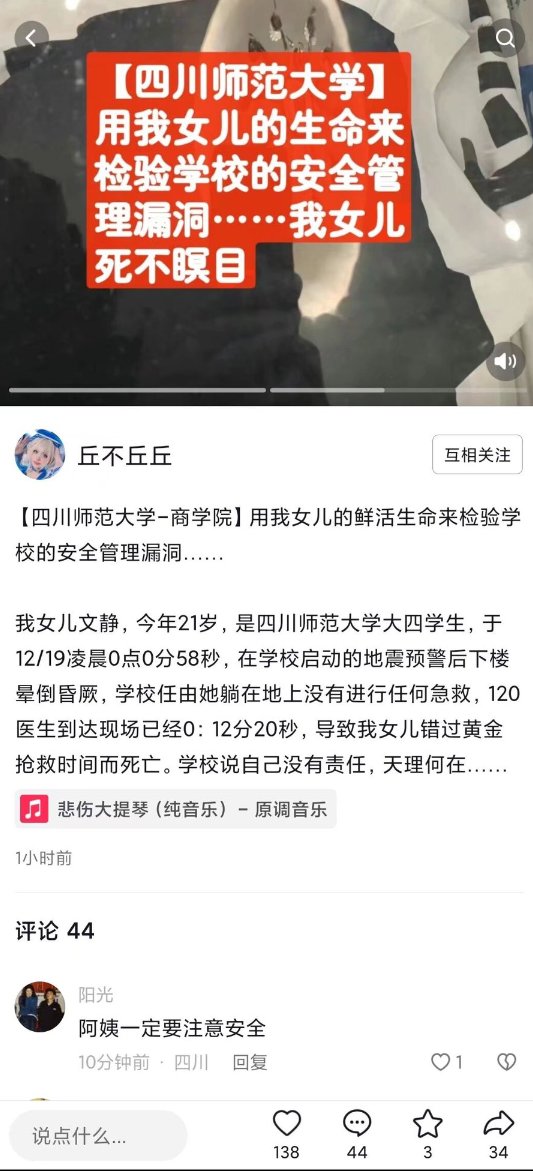 【四川师范大学】
用我女儿的生命来
检验学校的安全管
理漏洞……我女儿
死不瞑目
丘不丘丘
互相关注
【四川师范大学-商学院】用我女儿的鲜活生命来检验学
校的安全管理漏洞……
我女儿文静，今年21岁，是四川师范大学大四学生，于
12/19凌晨0点0分58秒，在学校启动的地震预警后下楼
晕倒昏厥，学校任由她躺在地上没有进行任何急救，120
医生到达现场已经0：12分20秒，导致我女儿错过黄金
抢救时间而死亡。学校说自己没有责任，天理何在……
悲伤大提琴（纯音乐）- 原调音乐
1小时前
评论 44
阳光
阿姨一定要注意安全
10分钟前 · 四川 回复
1
说点什么...
138
44
3
34